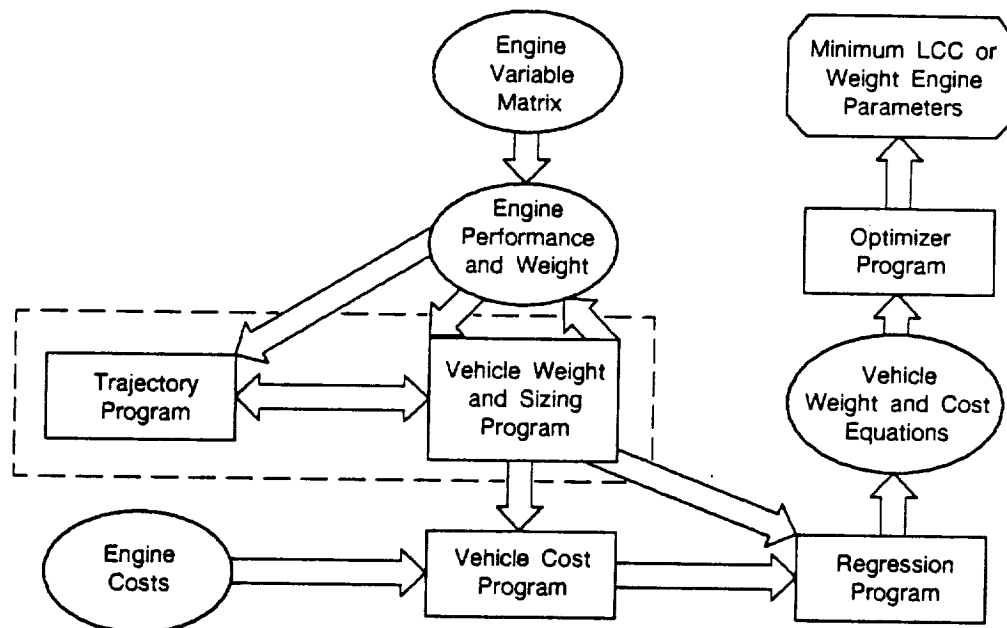 Engine
Variable
Matrix
Minimum LCC or
Weight Engine
Parameters
Engine
Performance
and Weight
Optimizer
Program
Trajectory
Program
Vehicle Weight
and Sizing
Program
Vehicle
Weight and Cost
Equations
Engine
Costs
Vehicle Cost
Program
Regression
Program